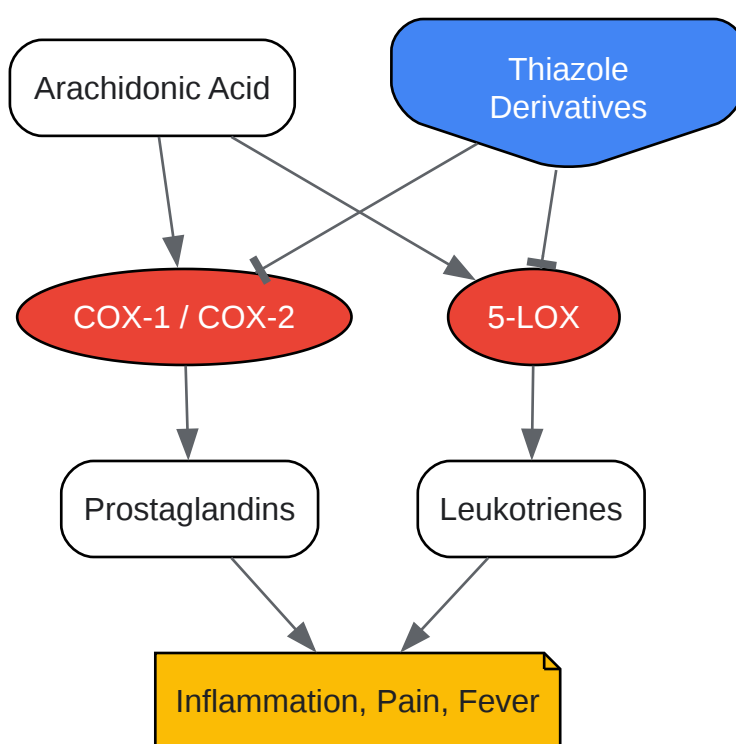 Arachidonic Acid
Thiazole
Derivatives
COX-1 / COX-2
5-LOX
Prostaglandins
Leukotrienes
Inflammation, Pain, Fever